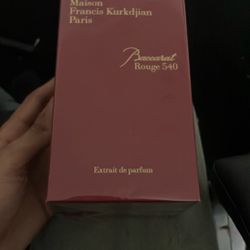 Maison
Francis Kurkdjian
Paris
Baccarat
Rouge 540
Extrait de parfum